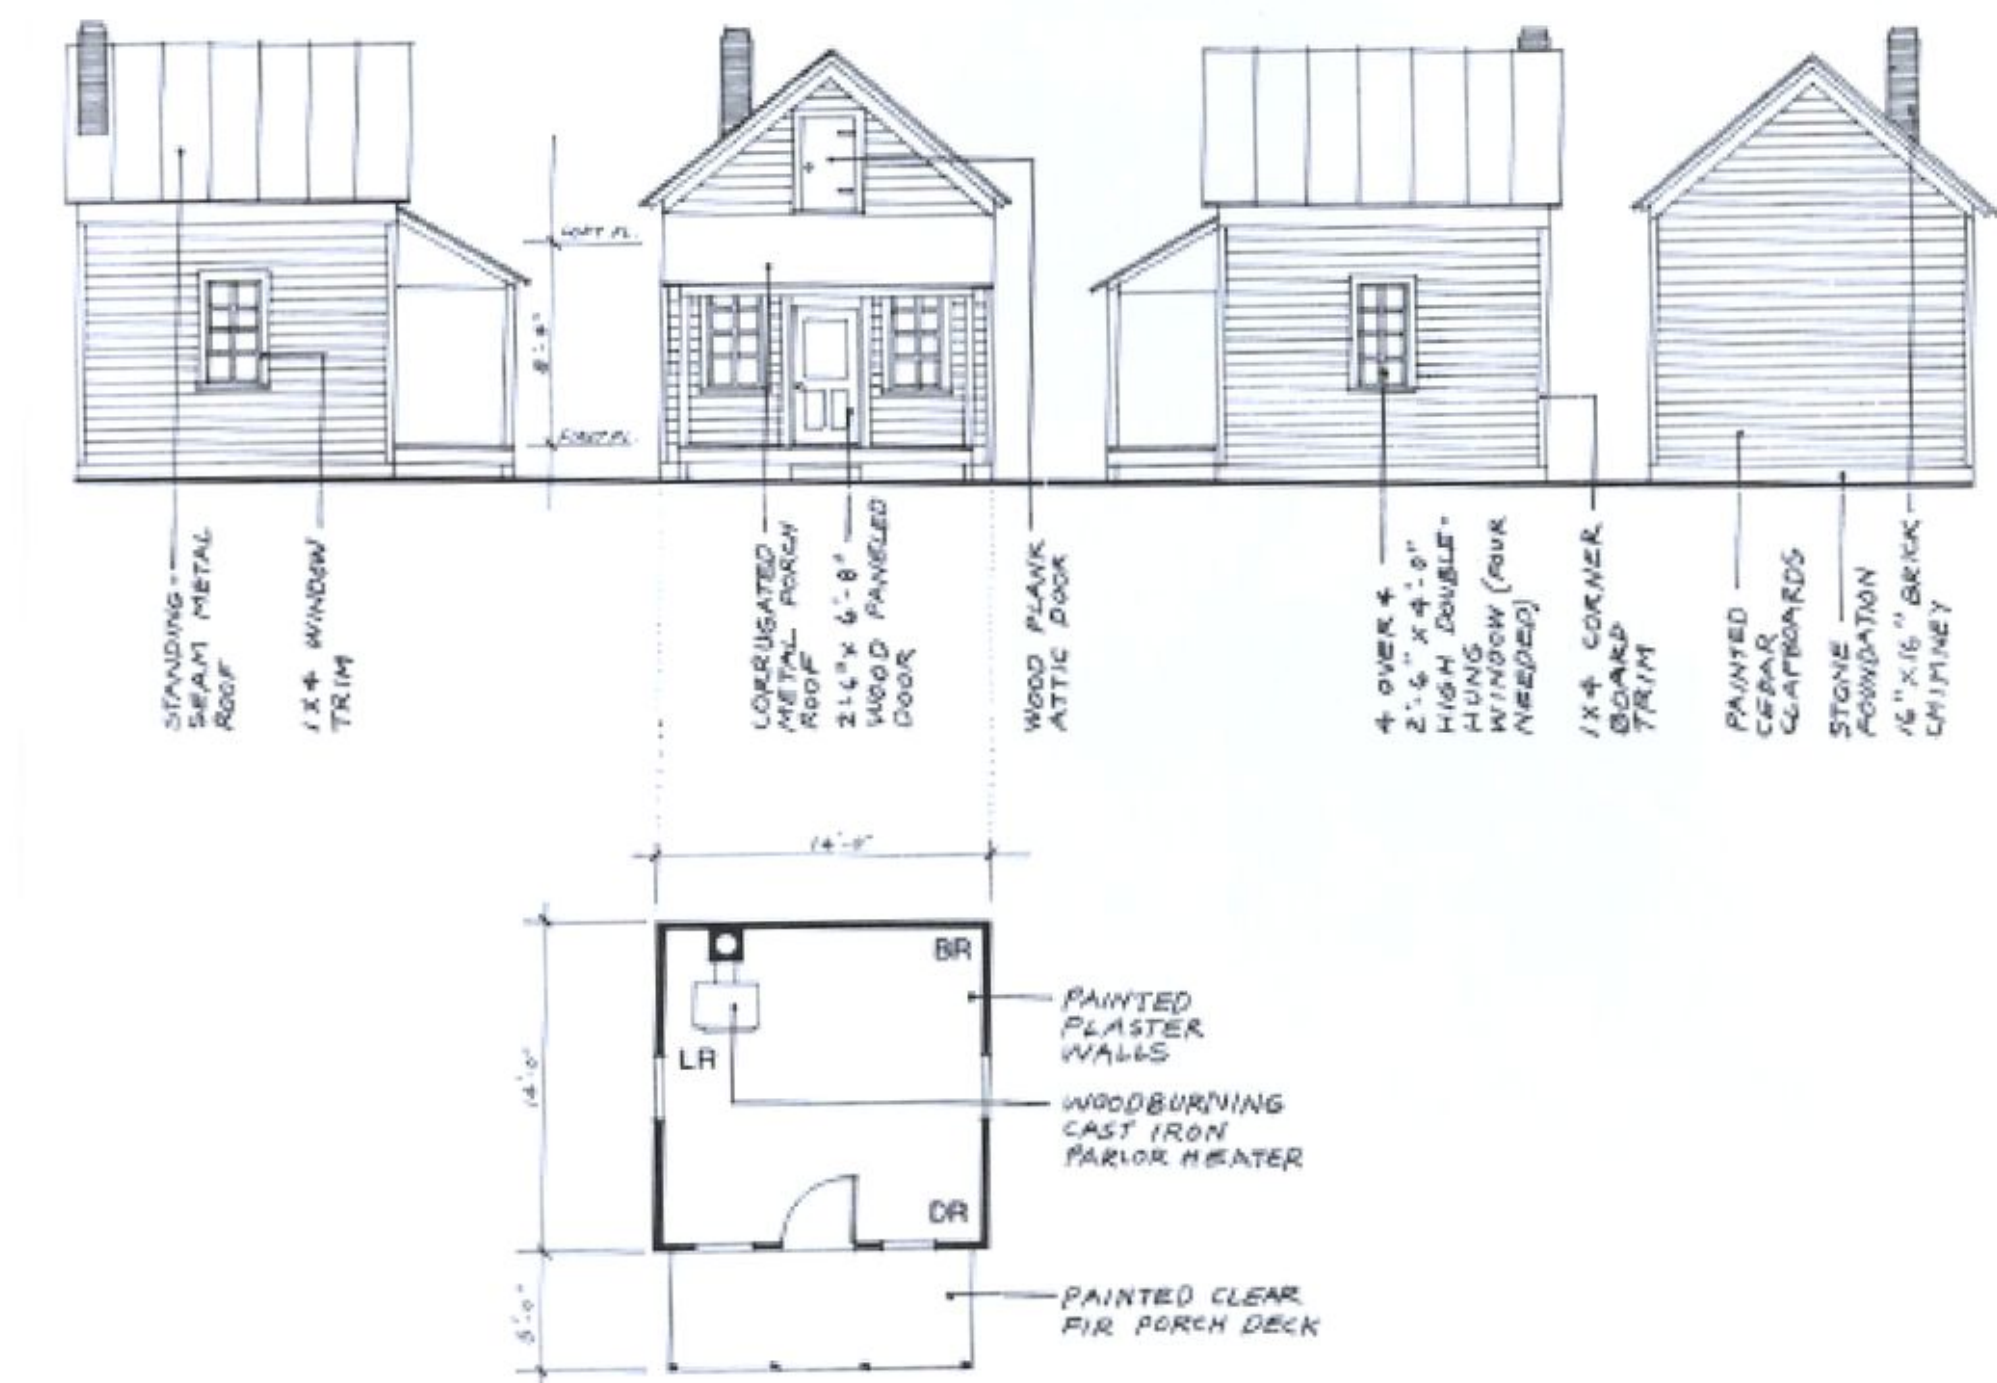 LOFT FL.
8'-4"
FIRST FL.
STANDING-
SEAM METAL
ROOF
1X4 WINDOW
TRIM
CORRUGATED
METAL PORCH
ROOF
2'-6" X 6'-8"
WOOD PANELED
DOOR
WOOD PLANK
ATTIC DOOR
4 OVER 4
2'-6" X 4'-0"
HIGH DOUBLE-
HUNG
WINDOW (FOUR
NEEDED)
1X4 CORNER
BOARD
TRIM
PAINTED
CEDAR
CLAPBOARDS
STONE
FOUNDATION
16" X 16" BRICK
CHIMNEY
14'-0"
14'-0"
5'-0"
BR
LR
DR
PAINTED
PLASTER
WALLS
WOODBURNING
CAST IRON
PARLOR HEATER
PAINTED CLEAR
FIR PORCH DECK